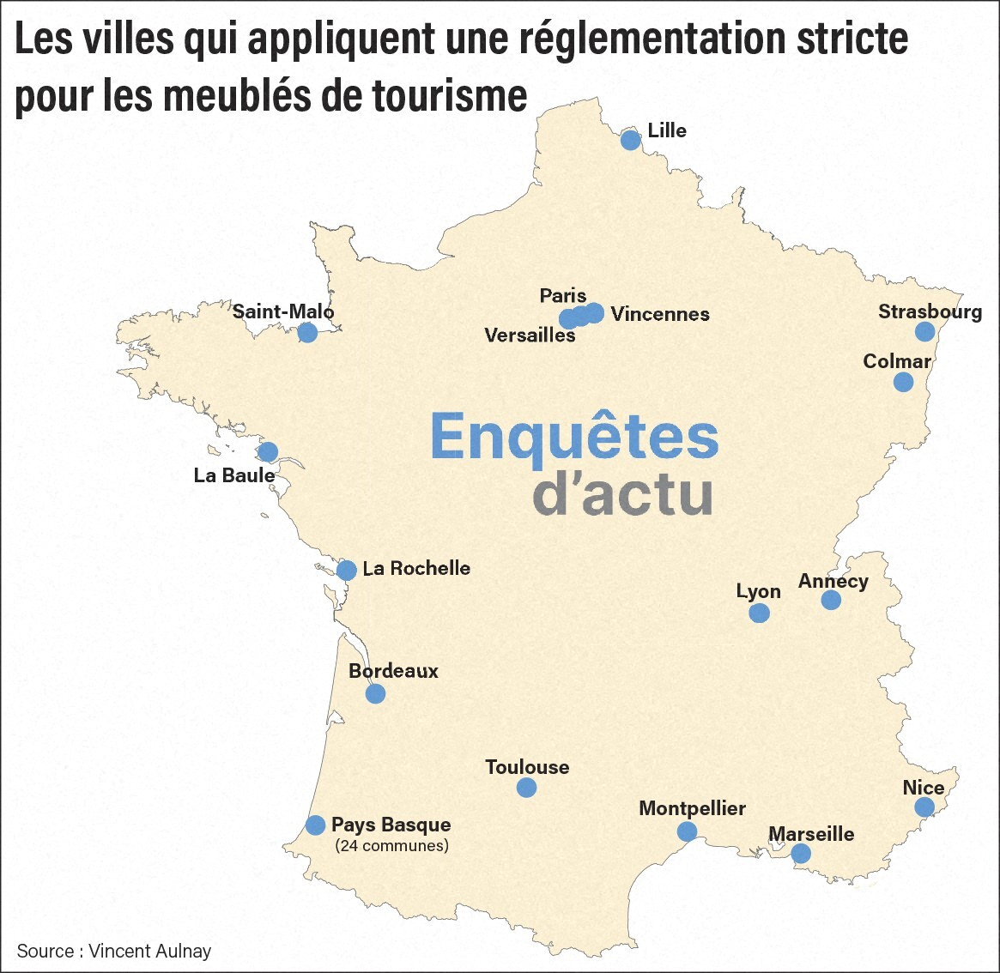 Les villes qui appliquent une réglementation stricte
pour les meublés de tourisme
Lille
Paris
Vincennes
Versailles
Saint-Malo
Strasbourg
Colmar
Enquêtes
d'actu
La Baule
La Rochelle
Lyon
Annecy
Bordeaux
Toulouse
Nice
Montpellier
Pays Basque
(24 communes)
Marseille
Source : Vincent Aulnay